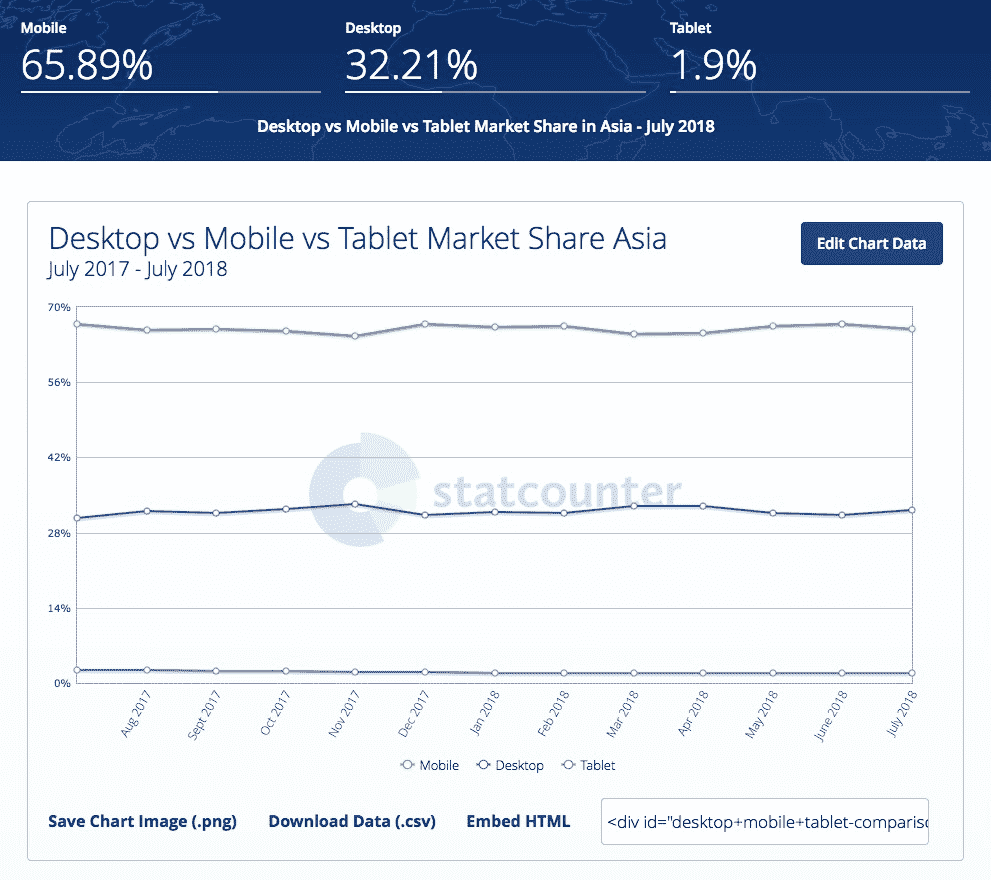 Mobile Desktop Tablet
65.89% 32.21% 1.9%
Desktop vs Mobile vs Tablet Market Share in Asia - July 2018
Desktop vs Mobile vs Tablet Market Share Asia
July 2017 - July 2018
Edit Chart Data
70%
56%
42%
28%
14%
0%
statcounter
Aug 2017 Sept 2017 Oct 2017 Nov 2017 Dec 2017 Jan 2018 Feb 2018 Mar 2018 Apr 2018 May 2018 June 2018 July 2018
Mobile Desktop Tablet
Save Chart Image (.png) Download Data (.csv) Embed HTML <div id="desktop+mobile+tablet-comparis